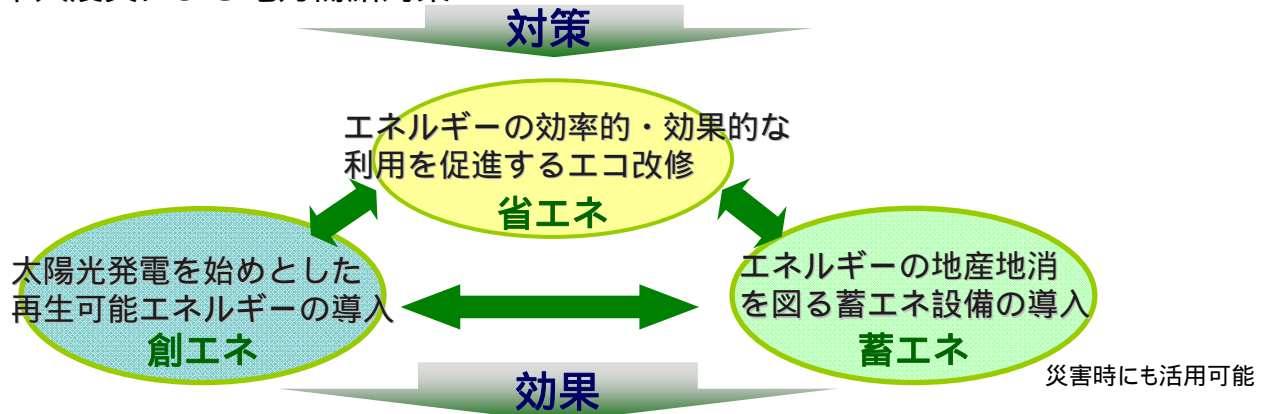 対策
エネルギーの効率的・効果的な
利用を促進するエコ改修
省エネ
太陽光発電を始めとした
再生可能エネルギーの導入
創エネ
エネルギーの地産地消
を図る蓄エネ設備の導入
蓄エネ
災害時にも活用可能
効果